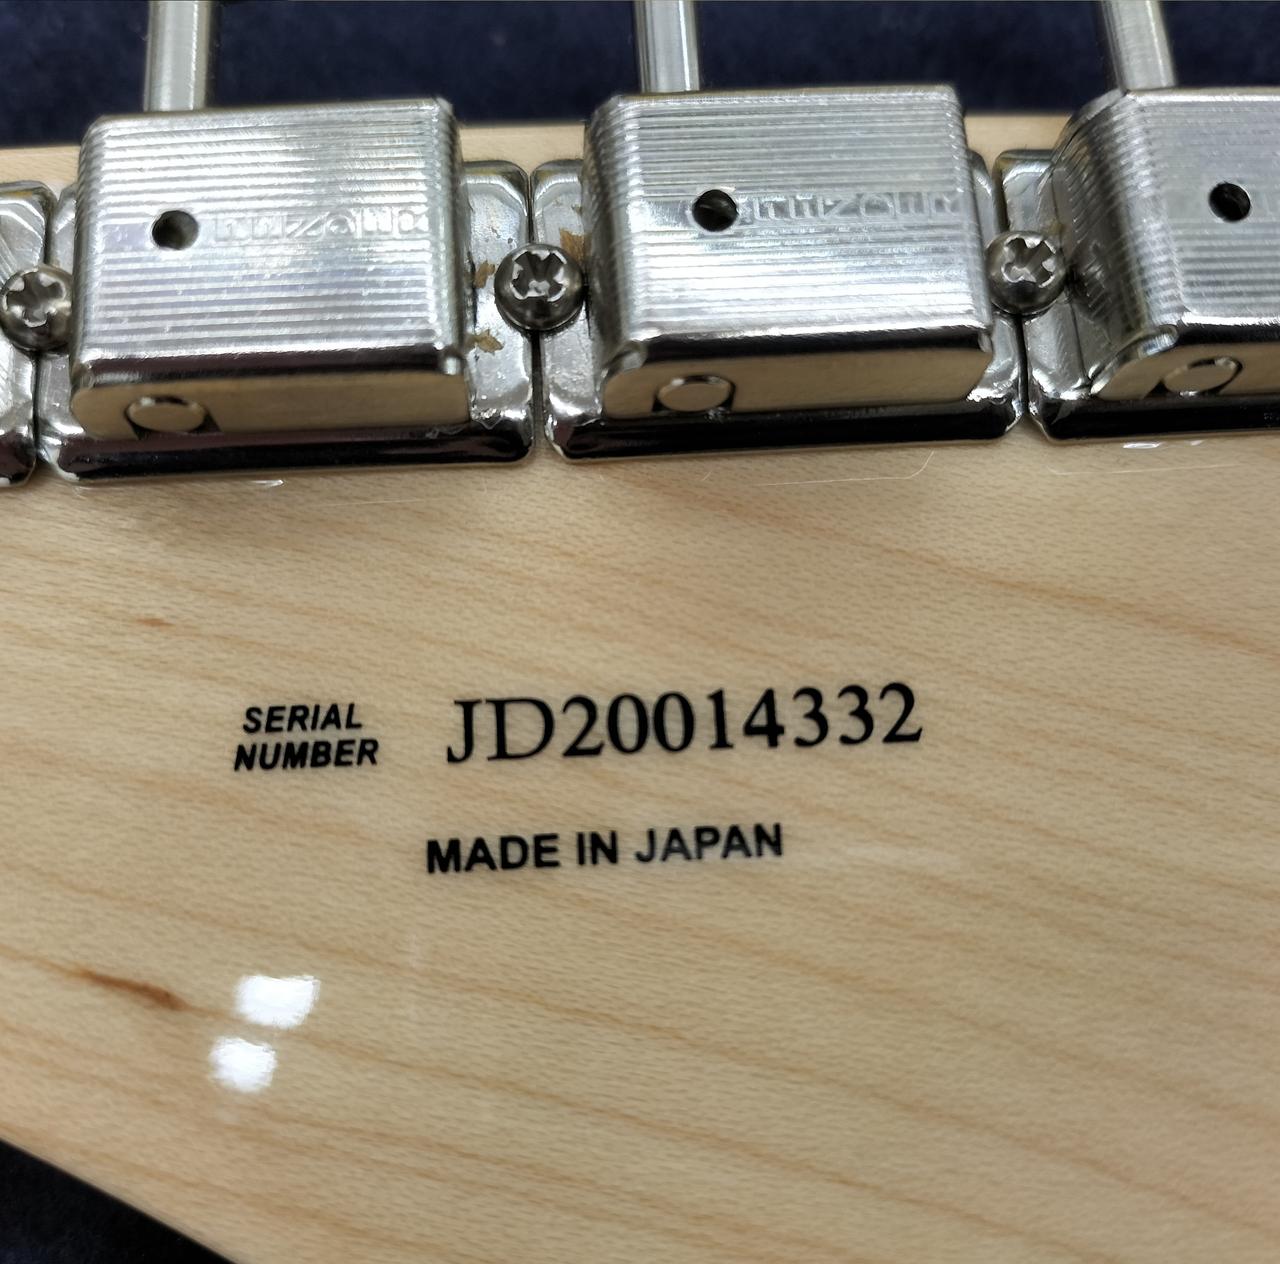 SERIAL
NUMBER
JD20014332
MADE IN JAPAN